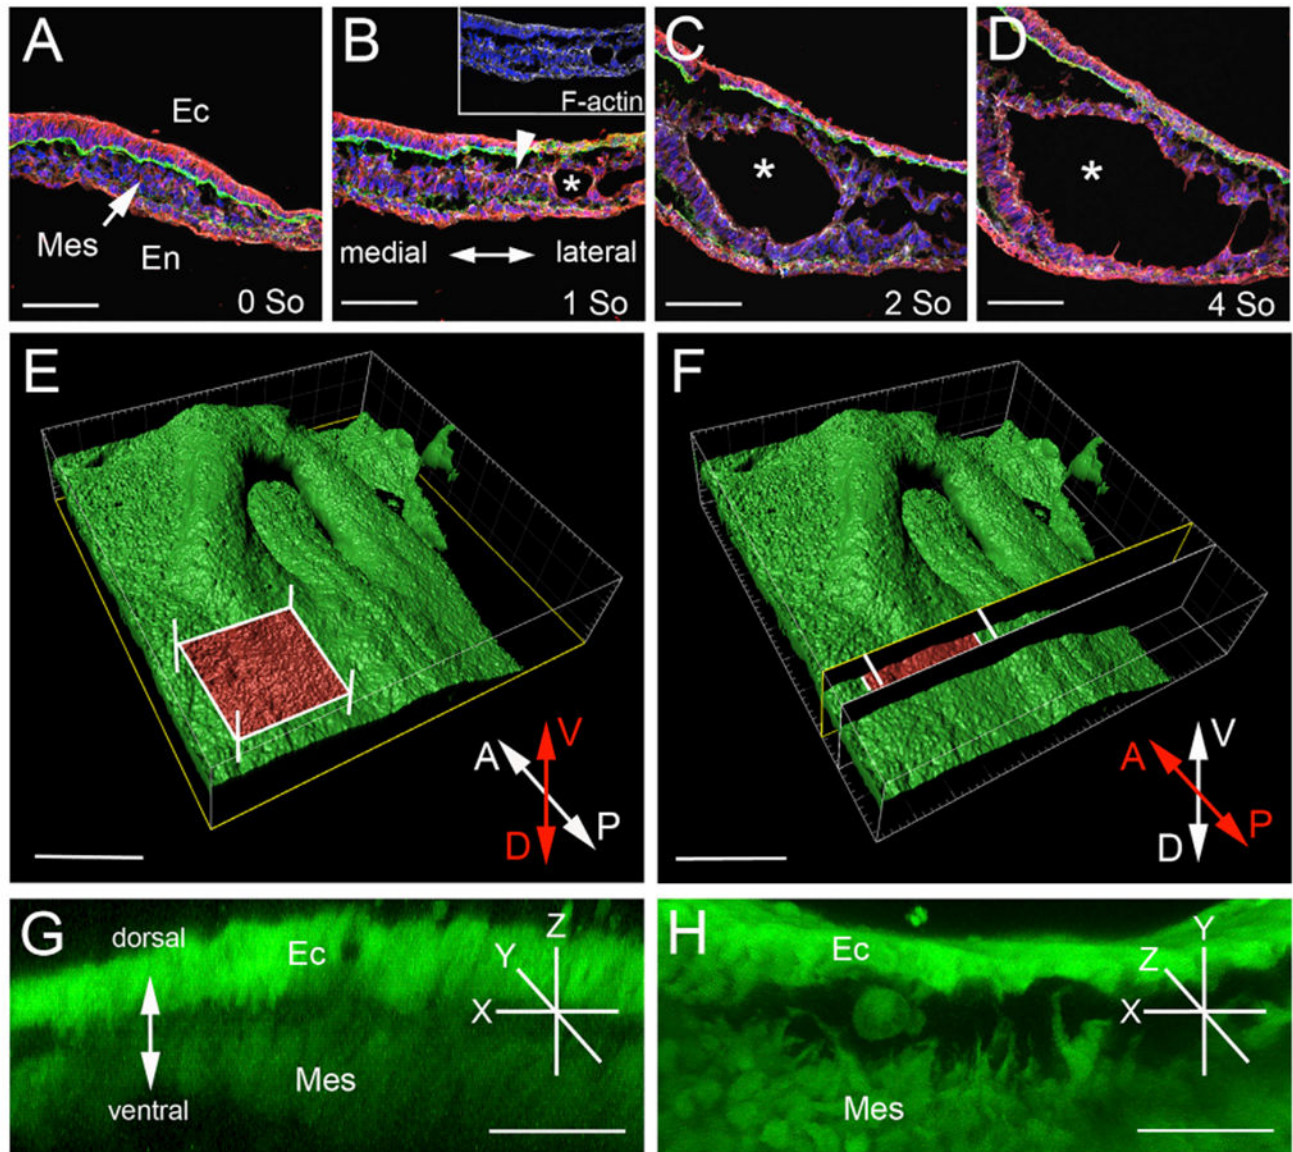 A
Ec
Mes
En
0 So
B
F-actin
*
medial
lateral
1 So
C
*
2 So
D
*
4 So
E
V
A
P
D
F
V
A
P
D
G
dorsal
Ec
Z
Y
X
Mes
ventral
H
Ec
Y
Z
X
Mes